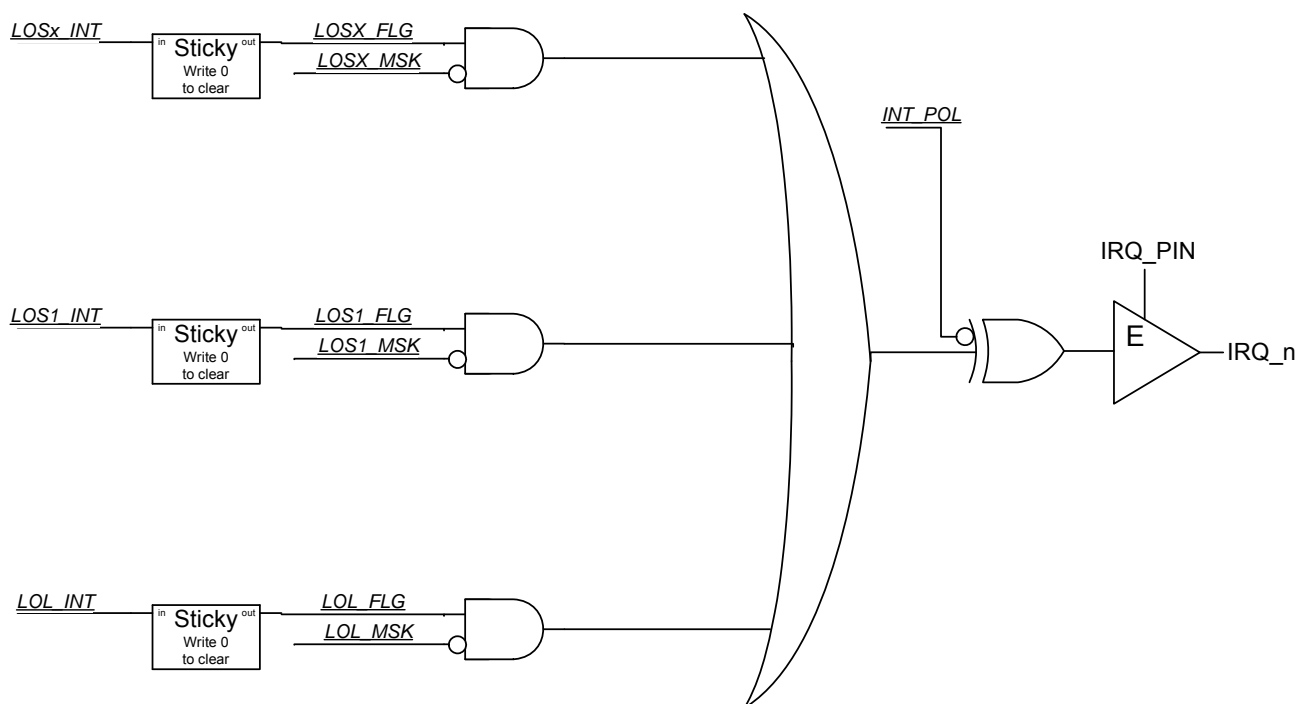 LOSx_INT
in Sticky out
Write 0
to clear
LOSX_FLG
LOSX_MSK
INT_POL
IRQ_PIN
LOS1_INT
in Sticky out
Write 0
to clear
LOS1_FLG
LOS1_MSK
E
IRQ_n
LOL_INT
in Sticky out
Write 0
to clear
LOL_FLG
LOL_MSK